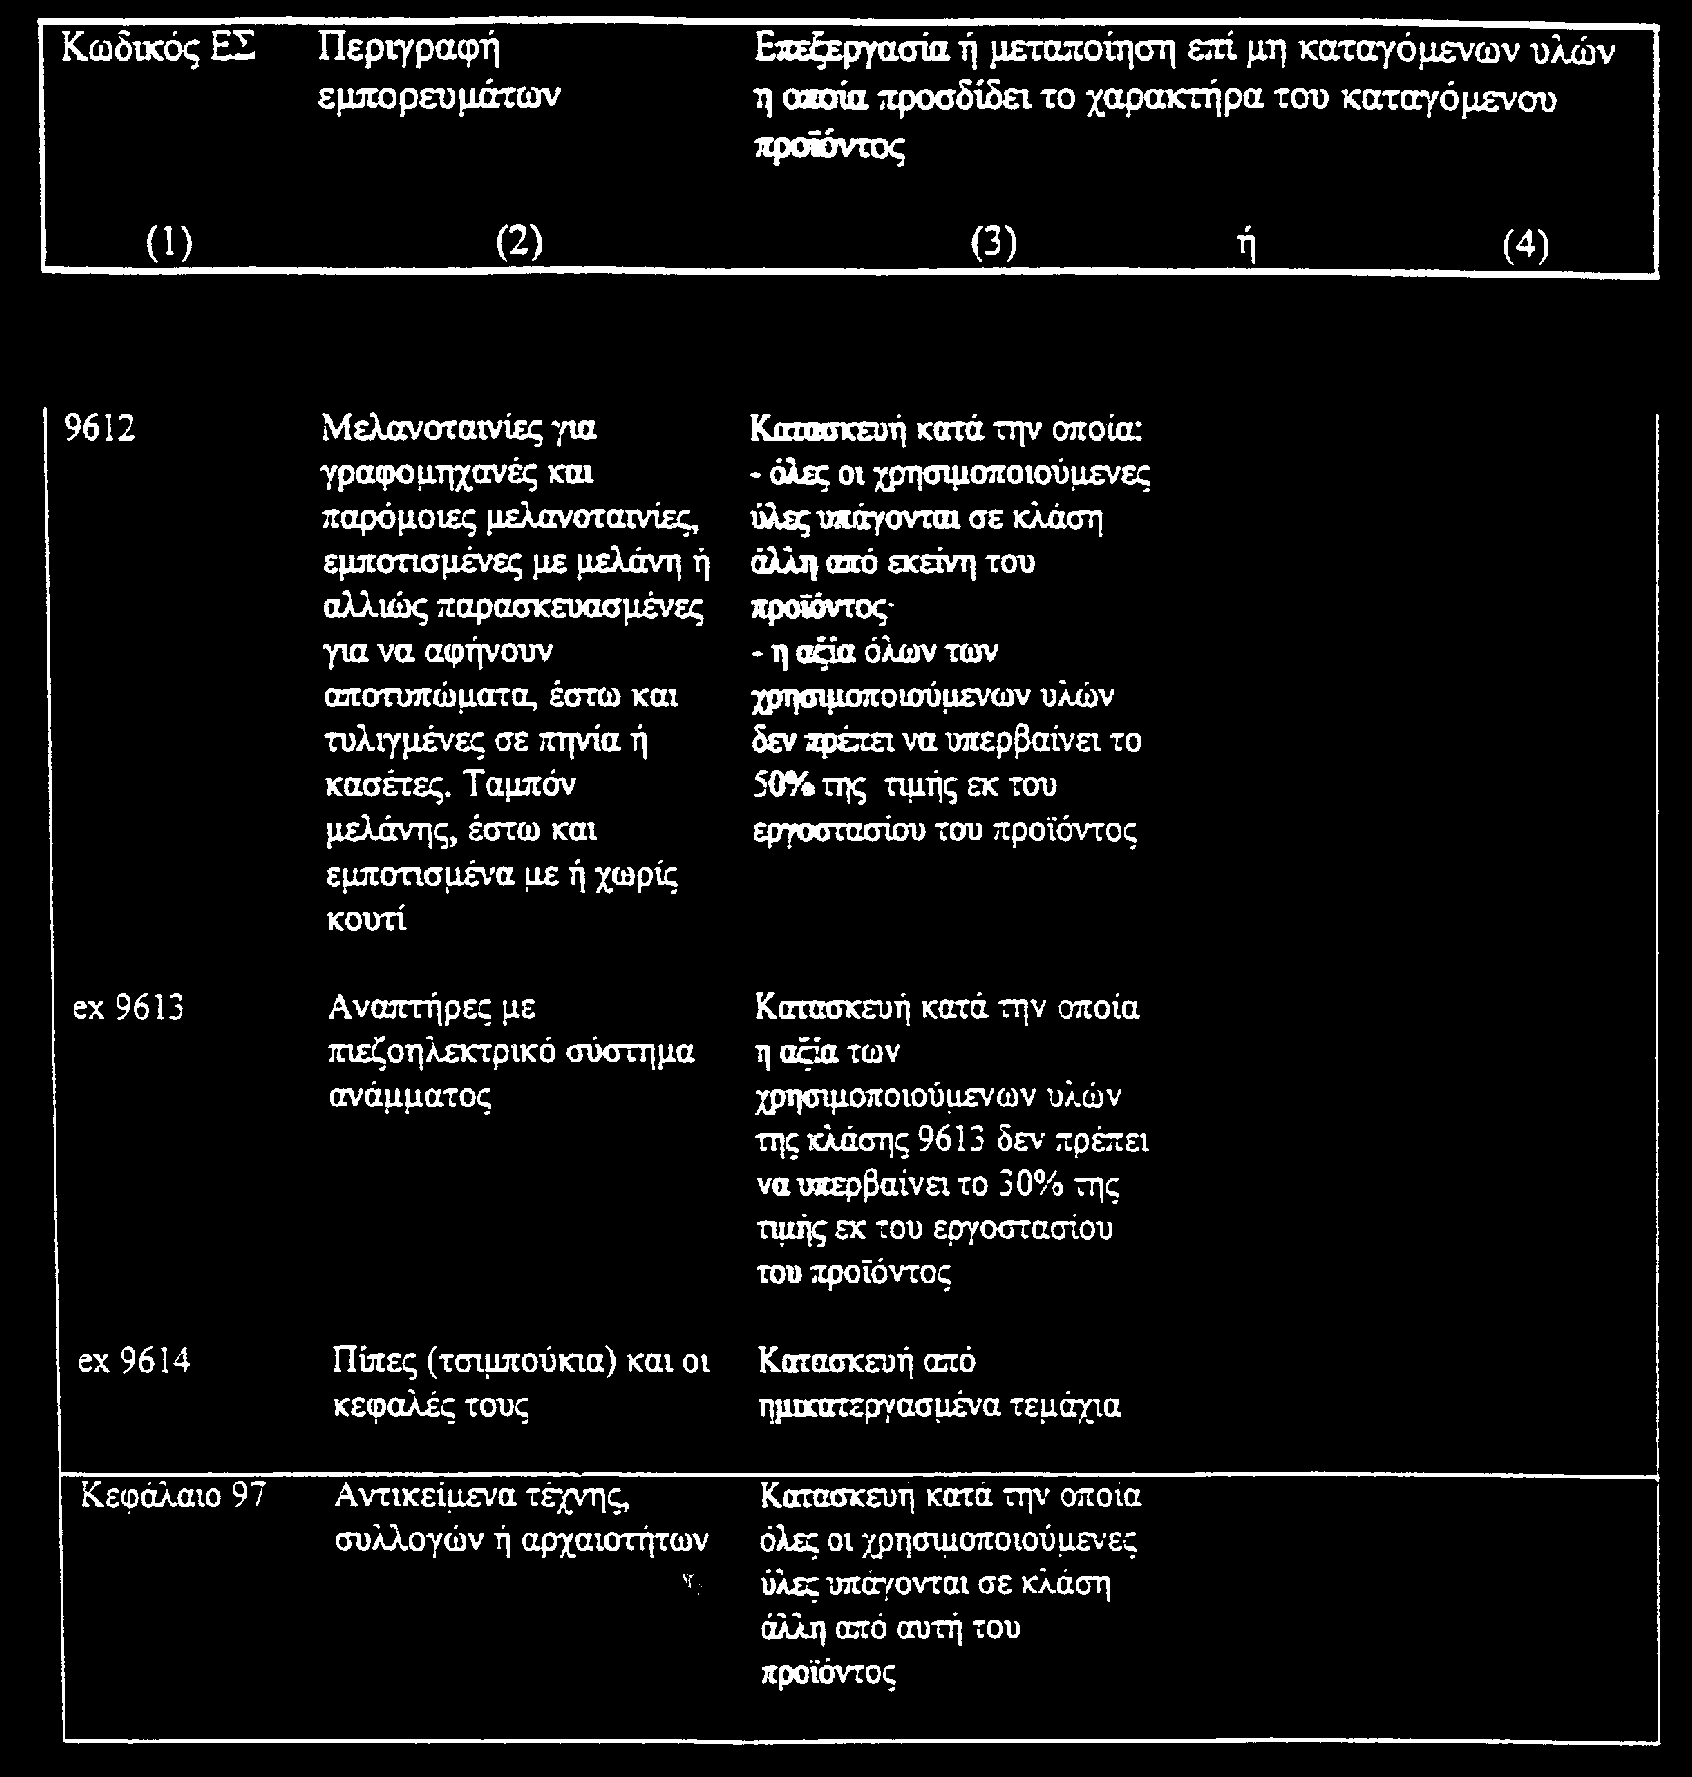 Κωδικός ΕΣ
Περιγραφή
εμπορευμάτων
Επεξεργασία ή μεταποίηση επί μη καταγόμενων υλών
η οποία προσδίδει το χαρακτήρα του καταγόμενου
προϊόντος
(1)
(2)
(3)
ή
(4)
9612
Μελανοταινίες για
γραφομηχανές και
παρόμοιες μελανοταινίες,
εμποτισμένες με μελάνη ή
αλλιώς παρασκευασμένες
για να αφήνουν
αποτυπώματα, έστω και
τυλιγμένες σε πηνία ή
κασέτες. Ταμπόν
μελάνης, έστω και
εμποτισμένα με ή χωρίς
κουτί
Κατασκευή κατά την οποία:
- όλες οι χρησιμοποιούμενες
ύλες υπάγονται σε κλάση
άλλη από εκείνη του
προϊόντος·
- η αξία όλων των
χρησιμοποιούμενων υλών
δεν πρέπει να υπερβαίνει το
50% της τιμής εκ του
εργοστασίου του προϊόντος
ex 9613
Αναπτήρες με
πιεζοηλεκτρικό σύστημα
ανάμματος
Κατασκευή κατά την οποία
η αξία των
χρησιμοποιούμενων υλών
της κλάσης 9613 δεν πρέπει
να υπερβαίνει το 30% της
τιμής εκ του εργοστασίου
του προϊόντος
ex 9614
Πίπες (τσιμπούκια) και οι
κεφαλές τους
Κατασκευή από
ημικατεργασμένα τεμάχια
Κεφάλαιο 97
Αντικείμενα τέχνης,
συλλογών ή αρχαιοτήτων
Κατασκευή κατά την οποία
όλες οι χρησιμοποιούμενες
ύλες υπάγονται σε κλάση
άλλη από αυτή του
προϊόντος